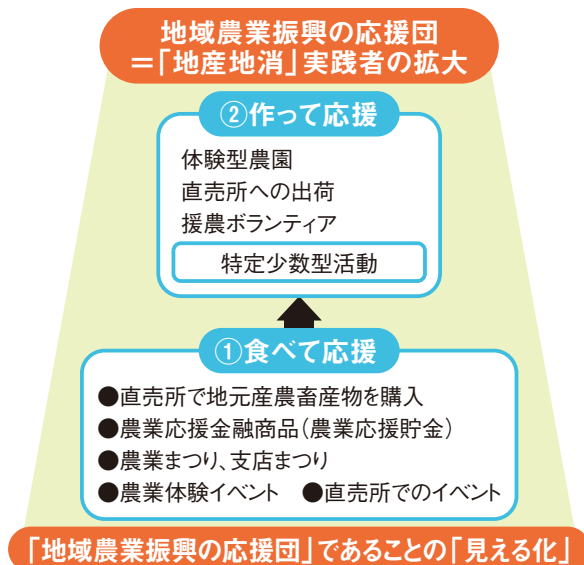 地域農業振興の応援団
＝「地産地消」実践者の拡大
②作って応援
体験型農園
直売所への出荷
援農ボランティア
特定少数型活動
①食べて応援
●直売所で地元産農畜産物を購入
●農業応援金融商品（農業応援貯金）
●農業まつり、支店まつり
●農業体験イベント　●直売所でのイベント
「地域農業振興の応援団」であることの「見える化」